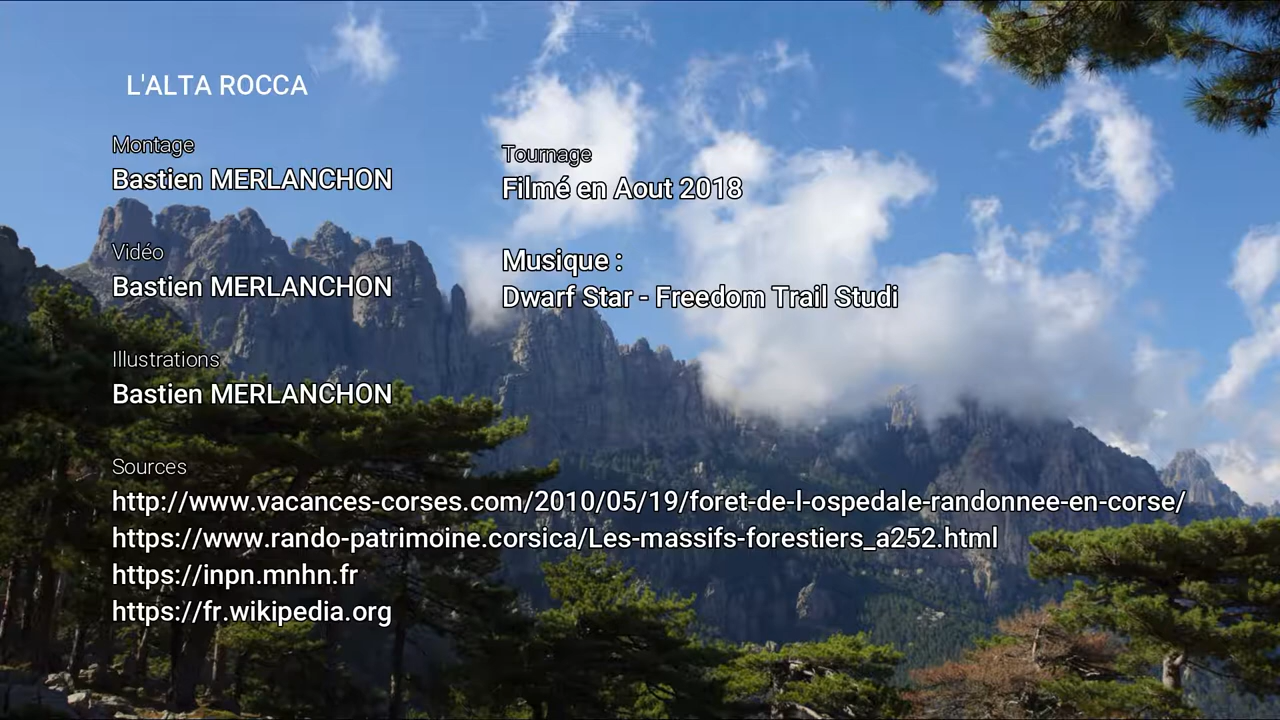 L'ALTA ROCCA
Montage
Bastien MERLANCHON
Vidéo
Bastien MERLANCHON
Illustrations
Bastien MERLANCHON
Tournage
Filmé en Aout 2018
Musique :
Dwarf Star - Freedom Trail Studi
Sources
http://www.vacances-corses.com/2010/05/19/foret-de-l-ospedale-randonnee-en-corse/
https://www.rando-patrimoine.corsica/Les-massifs-forestiers_a252.html
https://inpn.mnhn.fr
https://fr.wikipedia.org